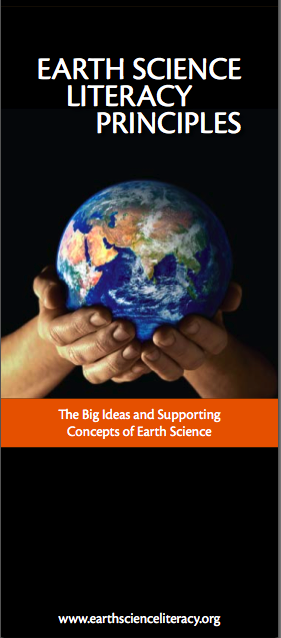 EARTH SCIENCE
LITERACY
PRINCIPLES
The Big Ideas and Supporting
Concepts of Earth Science
www.earthscienceliteracy.org